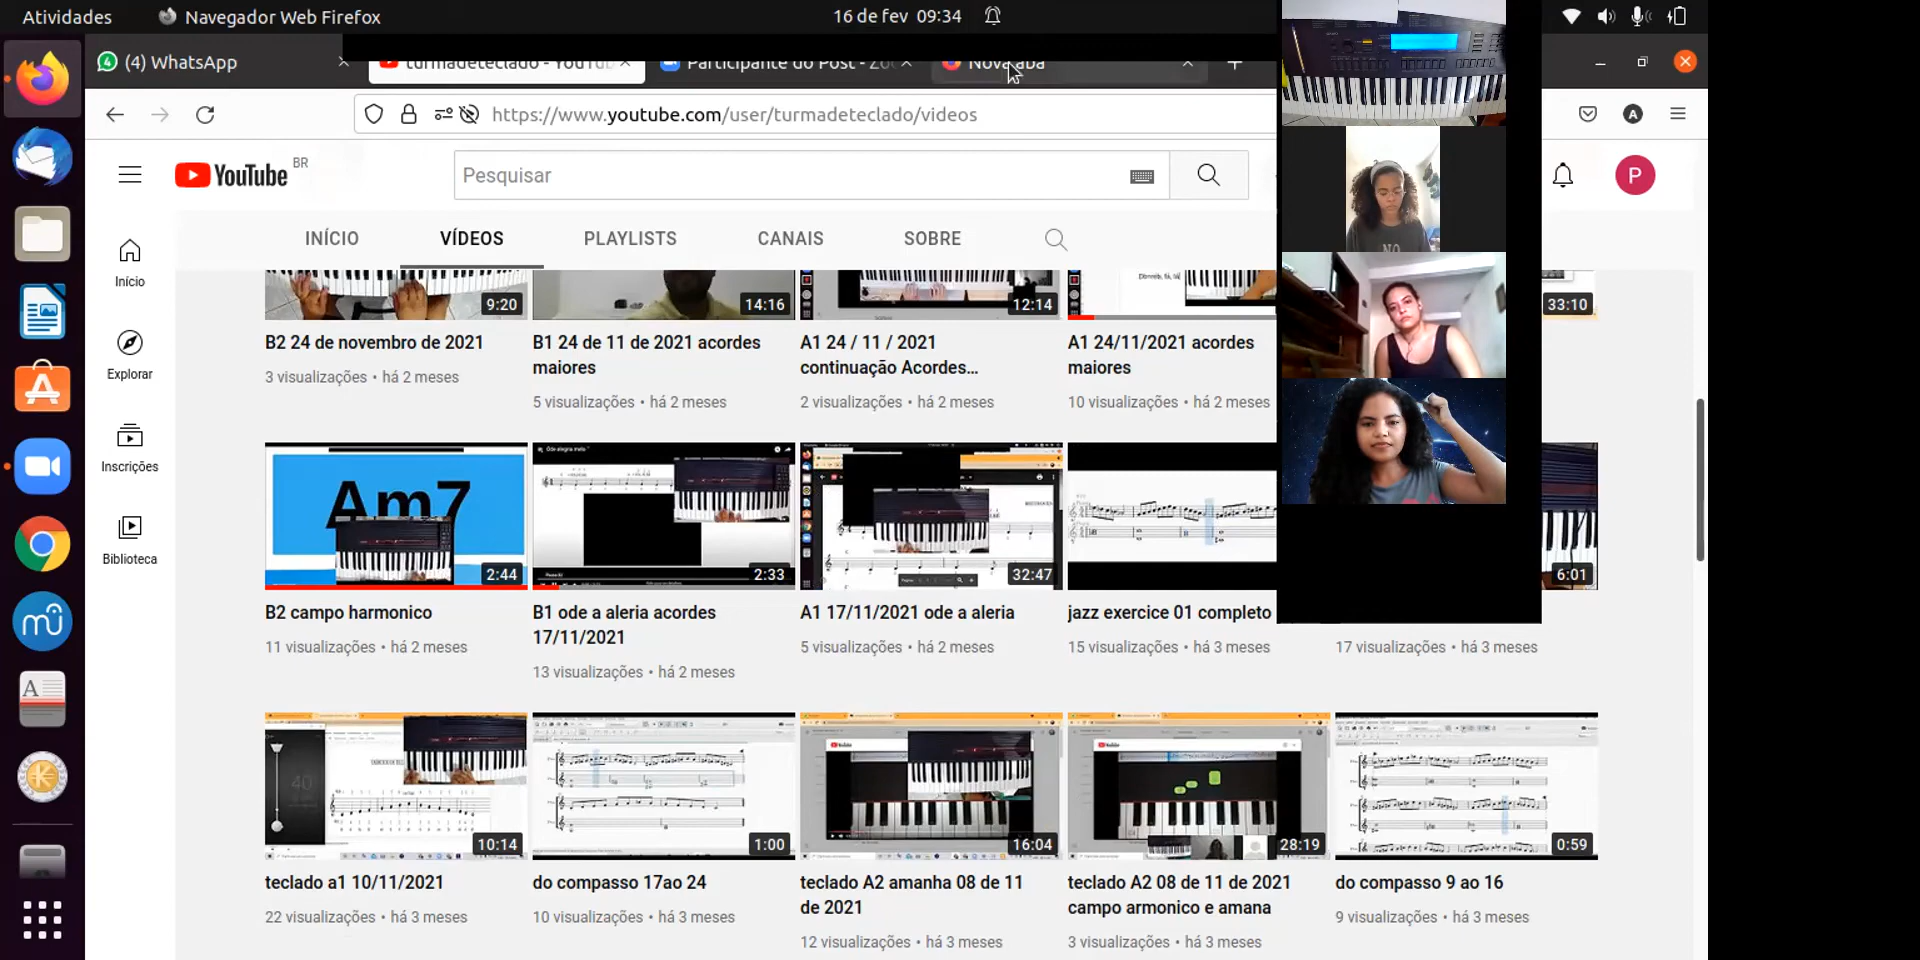 Atividades
Navegador Web Firefox
16 de fev 09:34
(4) WhatsApp
turmadeteclado - YouTub
Participante do Post - Zoo
Nova aba
https://www.youtube.com/user/turmadeteclado/videos
YouTube BR
Pesquisar
P
A
INÍCIO
VÍDEOS
PLAYLISTS
CANAIS
SOBRE
Início
Explorar
Inscrições
Biblioteca
9:20
14:16
12:14
33:10
B2 24 de novembro de 2021
3 visualizações • há 2 meses
B1 24 de 11 de 2021 acordes
maiores
5 visualizações • há 2 meses
A1 24 / 11 / 2021
continuação Acordes...
2 visualizações • há 2 meses
A1 24/11/2021 acordes
maiores
10 visualizações • há 2 meses
NO
Am7
2:44
2:33
32:47
6:01
B2 campo harmonico
11 visualizações • há 2 meses
B1 ode a aleria acordes
17/11/2021
13 visualizações • há 2 meses
A1 17/11/2021 ode a aleria
5 visualizações • há 2 meses
jazz exercice 01 completo
15 visualizações • há 3 meses
17 visualizações • há 3 meses
40
10:14
1:00
16:04
28:19
0:59
teclado a1 10/11/2021
22 visualizações • há 3 meses
do compasso 17ao 24
10 visualizações • há 3 meses
teclado A2 amanha 08 de 11
de 2021
12 visualizações • há 3 meses
teclado A2 08 de 11 de 2021
campo armonico e amana
3 visualizações • há 3 meses
do compasso 9 ao 16
9 visualizações • há 3 meses